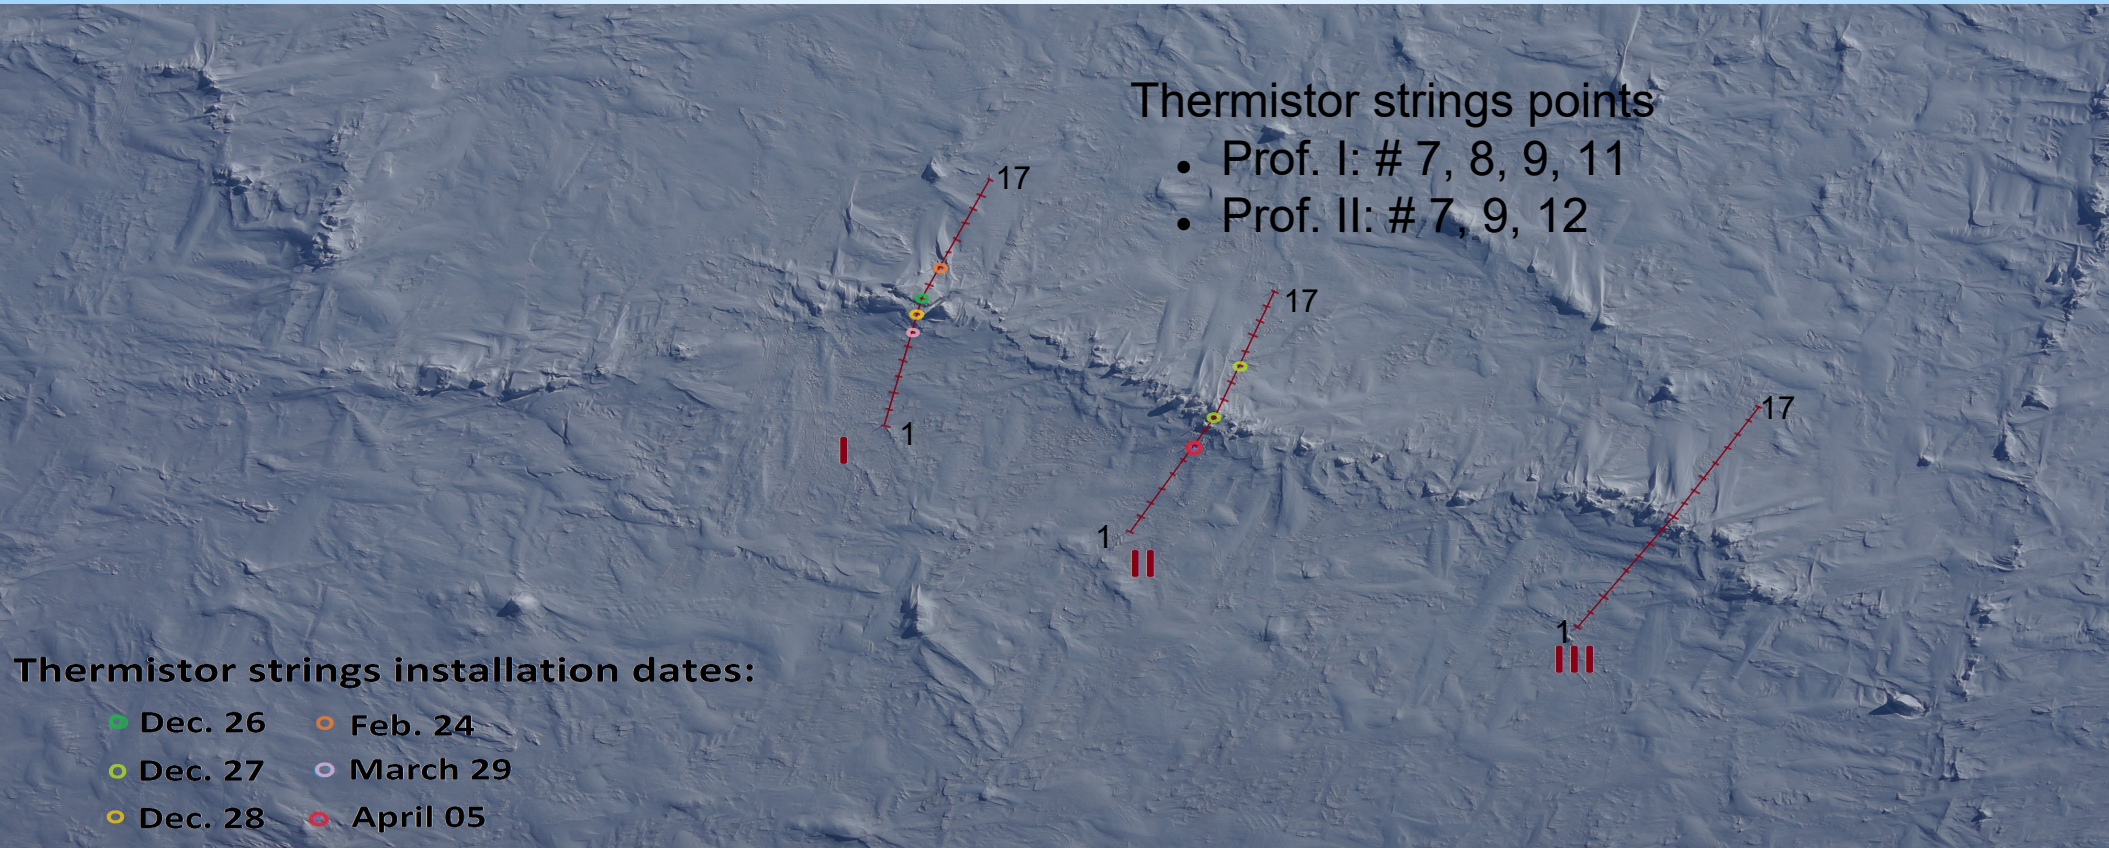 Thermistor strings points
• Prof. I: # 7, 8, 9, 11
• Prof. II: # 7, 9, 12
17
1
I
17
1
II
17
1
III
Thermistor strings installation dates:
Dec. 26
Feb. 24
Dec. 27
March 29
Dec. 28
April 05